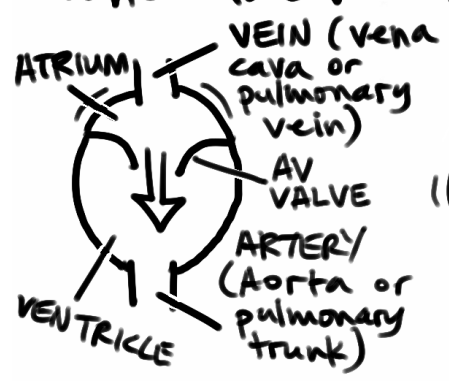 ATRIUM
VEIN (vena
cava or
pulmonary
vein)
AV
VALVE
VENTRICLE
ARTERY
(Aorta or
pulmonary
trunk)